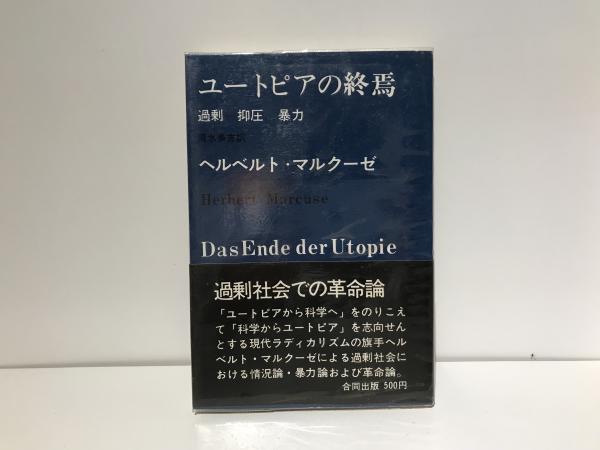 ユートピアの終焉
過剰 抑圧 暴力
清水多吉訳
ヘルベルト・マルクーゼ
Herbert Marcuse
Das Ende der Utopie
過剰社会での革命論
「ユートピアから科学へ」をのりこえ
て「科学からユートピア」を志向せん
とする現代ラディカリズムの旗手ヘル
ベルト・マルクーゼによる過剰社会に
おける情況論・暴力論および革命論。
合同出版 500円